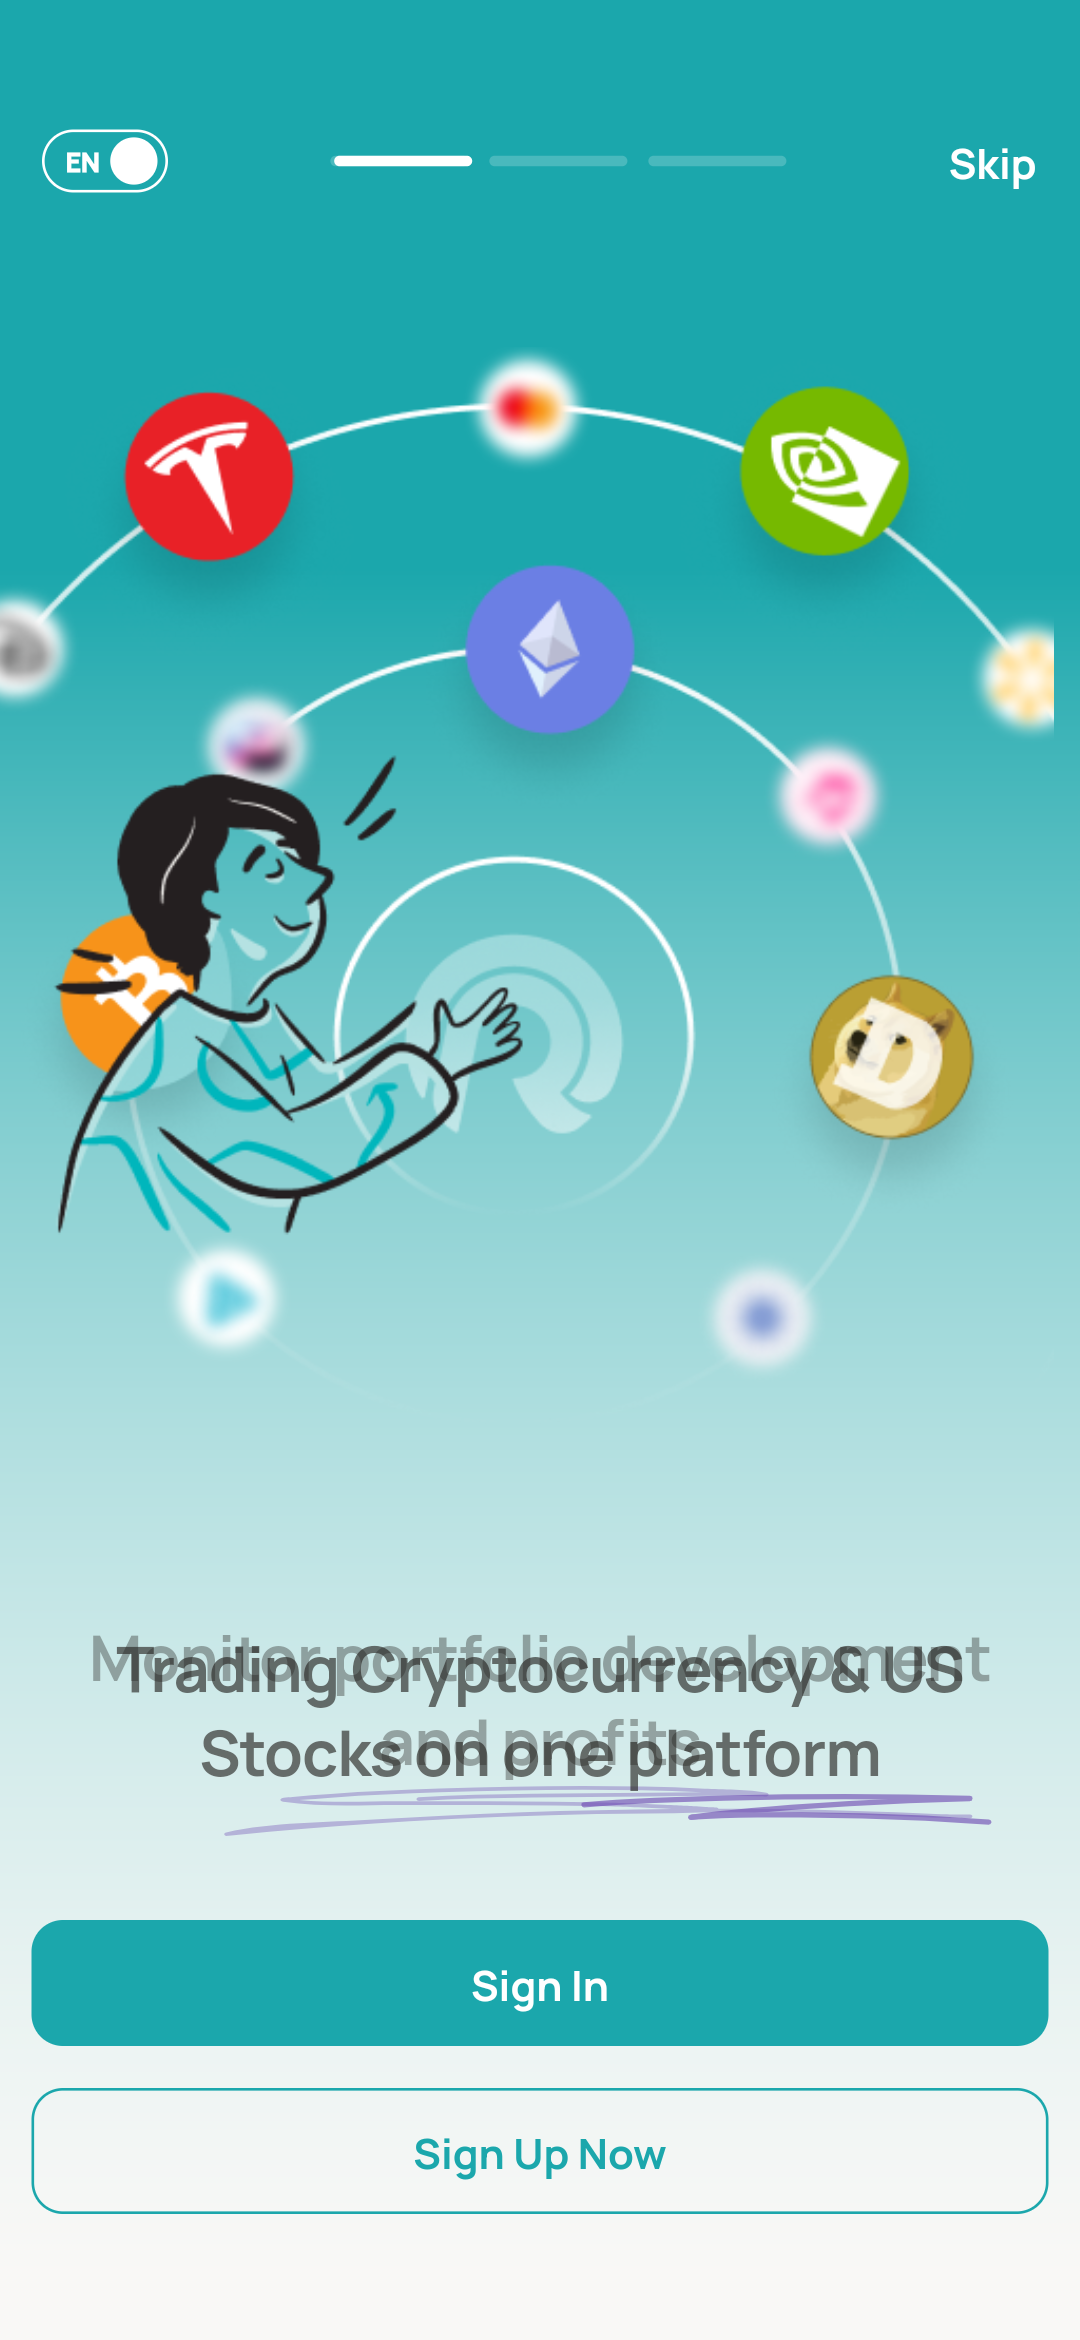 EN
Skip
Monitor portfolio development
Trading Cryptocurrency & US
and profits
Stocks on one platform
Sign In
Sign Up Now